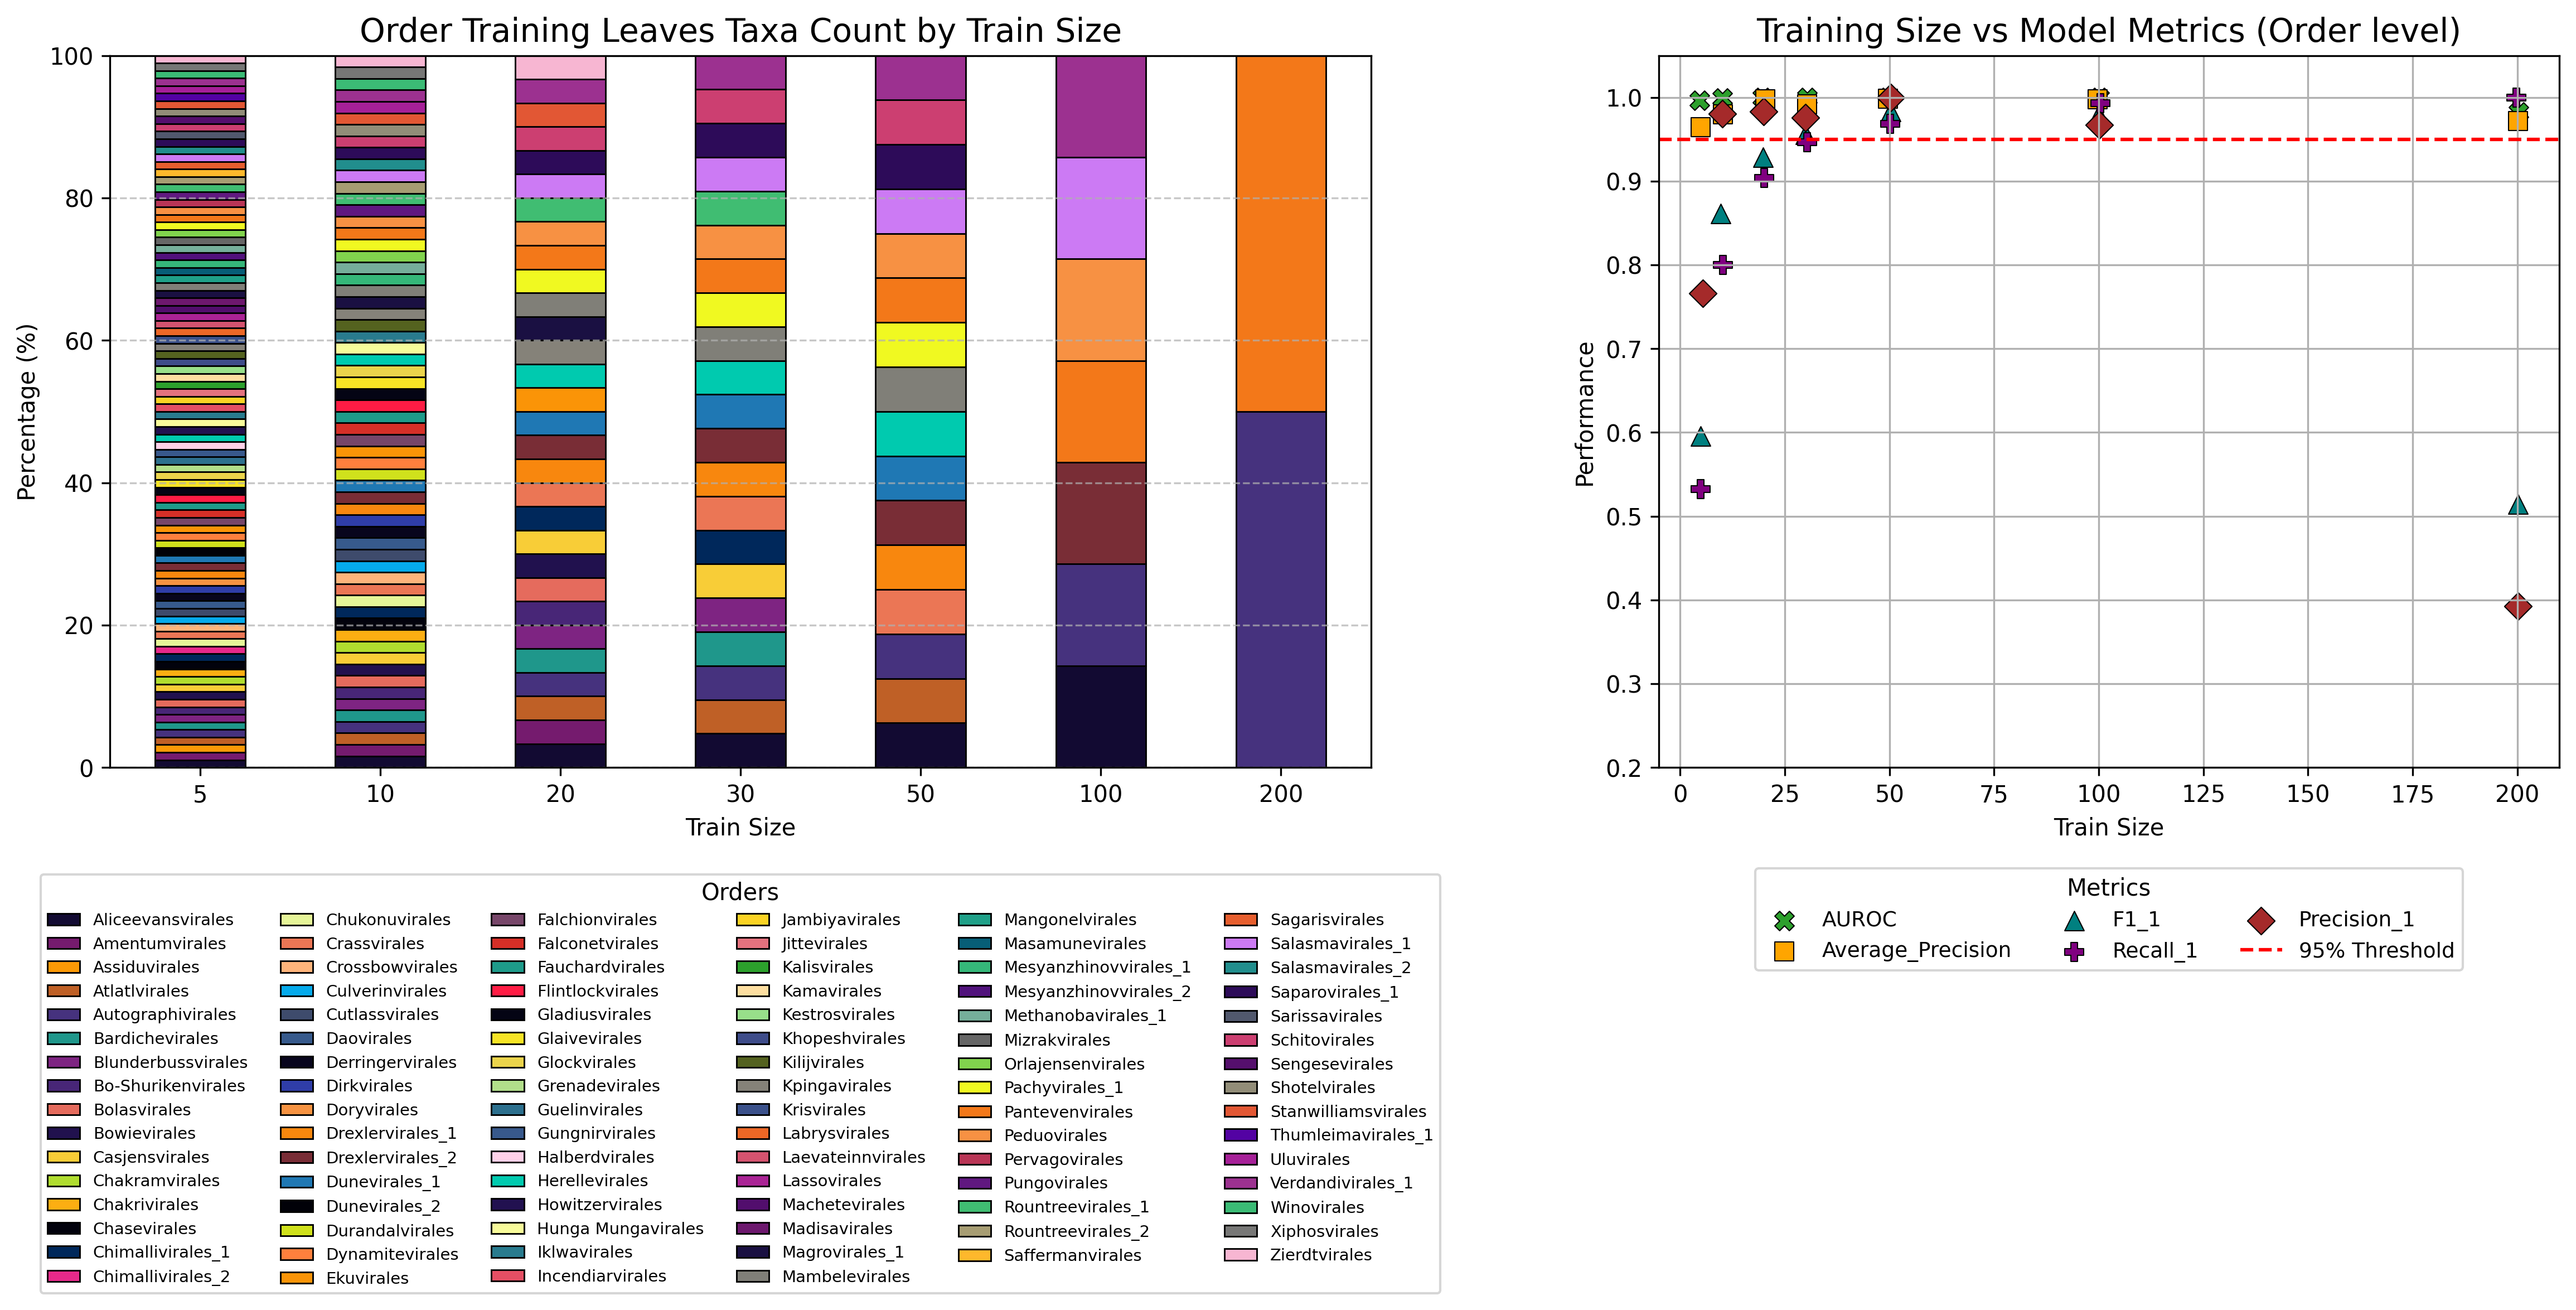 Order Training Leaves Taxa Count by Train Size
Percentage (%)
100
80
60
40
20
0
5 10 20 30 50 100 200
Train Size
Orders
Aliceevansvirales
Amentumvirales
Assiduvirales
Atlatlvirales
Autographivirales
Bardichevirales
Blunderbussvirales
Bo-Shurikenvirales
Bolasvirales
Bowievirales
Casjensvirales
Chakramvirales
Chakrivirales
Chasevirales
Chimallivirales_1
Chimallivirales_2
Chukonuvirales
Crassvirales
Crossbowvirales
Culverinvirales
Cutlassvirales
Daovirales
Derringervirales
Dirkvirales
Doryvirales
Drexlervirales_1
Drexlervirales_2
Dunevirales_1
Dunevirales_2
Durandalvirales
Dynamitevirales
Ekuvirales
Falchionvirales
Falconetvirales
Fauchardvirales
Flintlockvirales
Gladiusvirales
Glaivevirales
Glockvirales
Grenadevirales
Guelinvirales
Gungnirvirales
Halberdvirales
Herellevirales
Howitzervirales
Hunga Mungavirales
Iklwavirales
Incendiarvirales
Jambiyavirales
Jittevirales
Kalisvirales
Kamavirales
Kestrosvirales
Khopeshvirales
Kilijvirales
Kpingavirales
Krisvirales
Labrysvirales
Laevateinnvirales
Lassovirales
Machetevirales
Madisavirales
Magrovirales_1
Mambelevirales
Mangonelvirales
Masamunevirales
Mesyanzhinovvirales_1
Mesyanzhinovvirales_2
Methanobavirales_1
Mizrakvirales
Orlajensenvirales
Pachyvirales_1
Pantevenvirales
Peduovirales
Pervagovirales
Pungovirales
Rountreevirales_1
Rountreevirales_2
Saffermanvirales
Sagarisvirales
Salasmavirales_1
Salasmavirales_2
Saparovirales_1
Sarissavirales
Schitovirales
Sengesevirales
Shotelvirales
Stanwilliamsvirales
Thumleimavirales_1
Uluvirales
Verdandivirales_1
Winovirales
Xiphosvirales
Zierdtvirales
Training Size vs Model Metrics (Order level)
Performance
1.0
0.9
0.8
0.7
0.6
0.5
0.4
0.3
0.2
0 25 50 75 100 125 150 175 200
Train Size
Metrics
AUROC
Average_Precision
F1_1
Recall_1
Precision_1
95% Threshold